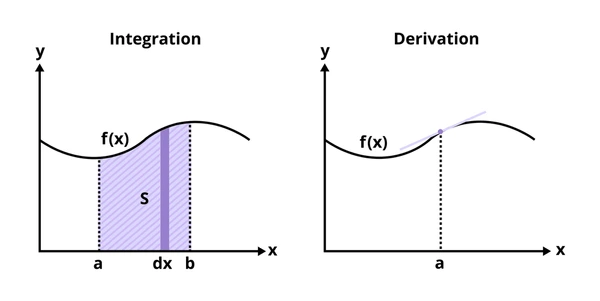 Integration
y
f(x)
S
x
a
dx
b
Derivation
y
f(x)
x
a